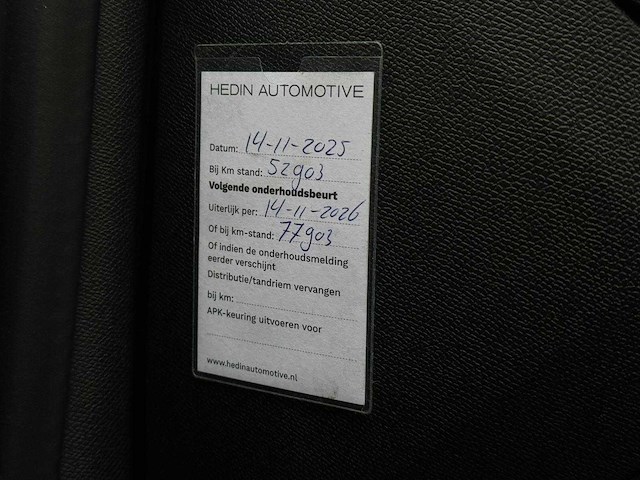 HEDIN AUTOMOTIVE
Datum: 14-11-2025
Bij Km stand: 52903
Volgende onderhoudsbeurt
Uiterlijk per: 14-11-2026
Of bij km-stand: 77903
Of indien de onderhoudsmelding
eerder verschijnt
Distributie/tandriem vervangen
bij km:
APK-keuring uitvoeren voor
www.hedinautomotive.nl